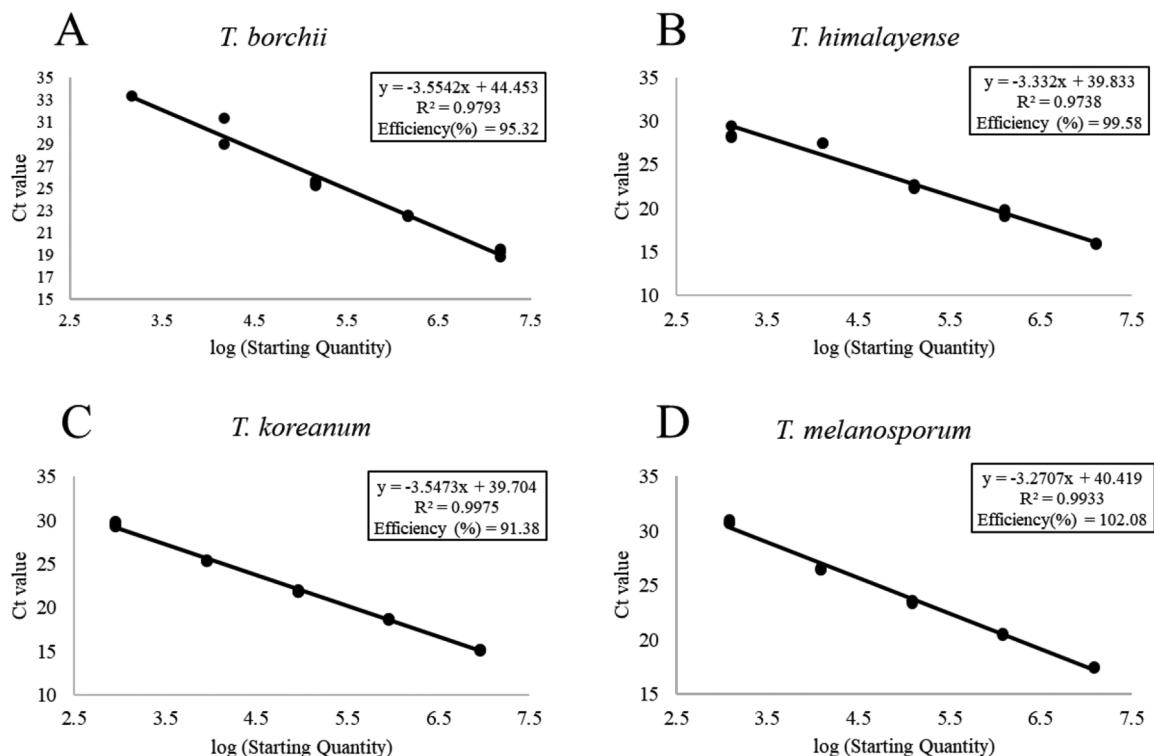 A
T. borchii
y = -3.5542x + 44.453
R² = 0.9793
Efficiency(%) = 95.32
Ct value
35
33
31
29
27
25
23
21
19
17
15
2.5 3.5 4.5 5.5 6.5 7.5
log (Starting Quantity)
B
T. himalayense
y = -3.332x + 39.833
R² = 0.9738
Efficiency (%) = 99.58
Ct value
35
30
25
20
15
10
2.5 3.5 4.5 5.5 6.5 7.5
log (Starting Quantity)
C
T. koreanum
y = -3.5473x + 39.704
R² = 0.9975
Efficiency (%) = 91.38
Ct value
35
30
25
20
15
10
2.5 3.5 4.5 5.5 6.5 7.5
log (Starting Quantity)
D
T. melanosporum
y = -3.2707x + 40.419
R² = 0.9933
Efficiency(%) = 102.08
Ct value
35
30
25
20
15
2.5 3.5 4.5 5.5 6.5 7.5
log (Starting Quantity)